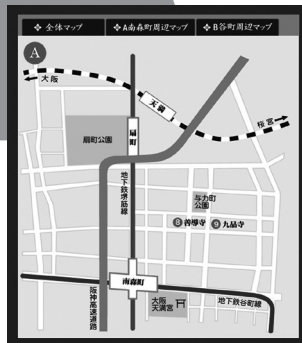 ❖ 全体マップ
❖ A南森町周辺マップ
❖ B谷町周辺マップ
A
大阪
天満
桜宮
扇町
扇町公園
地下鉄堺筋線
与力町
公園
8 善導寺
9 九品寺
南森町
阪神高速道路
大阪
天満宮
地下鉄谷町線